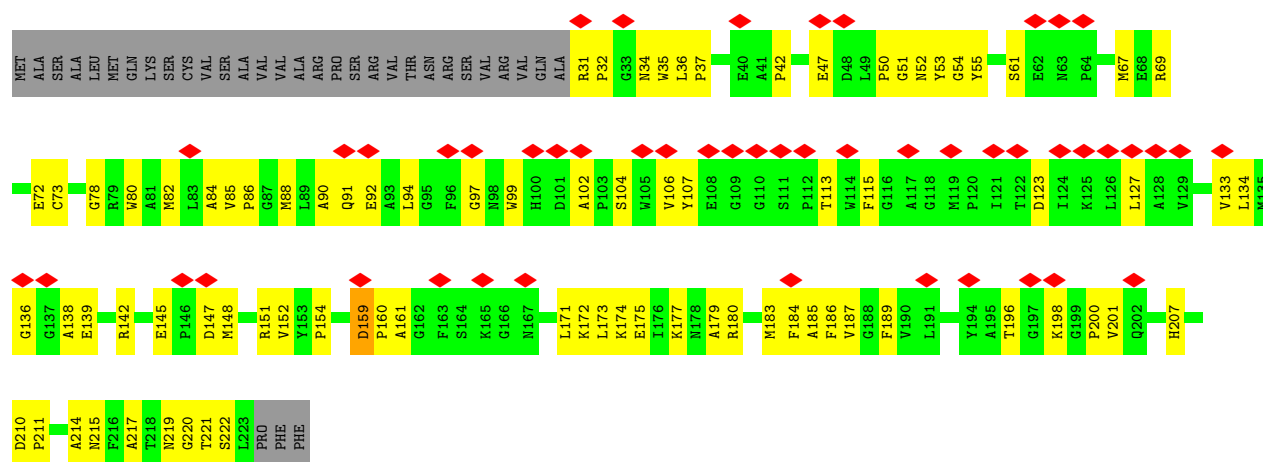 MET ALA SER ALA LEU MET GLN LYS SER CYS VAL SER ALA VAL VAL ALA ARG PRO SER ARG VAL THR ASN ARG SER VAL ARG VAL GLN ALA R31 P32 G33 N34 W35 L36 P37 E40 A41 P42 E47 D48 L49 P50 G51 N52 Y53 G54 Y55 S61 E62 N63 P64 M67 E68 R69
E72 C73 G78 R79 W80 A81 M82 L83 A84 V85 P86 G87 M88 L89 A90 Q91 E92 A93 L94 G95 F96 G97 N98 W99 H100 D101 A102 P103 S104 W105 V106 Y107 E108 G109 G110 S111 P112 T113 W114 F115 G116 A117 G118 M119 P120 I121 T122 D123 I124 K125 L126 L127 A128 V129 V133 L134 M135
G136 G137 A138 E139 R142 E145 P146 D147 M148 R151 V152 Y153 P154 D159 P160 A161 G162 F163 S164 K165 G166 N167 L171 K172 L173 K174 E175 I176 K177 N178 A179 R180 M183 F184 A185 F186 V187 G188 F189 V190 L191 Y194 A195 T196 G197 K198 G199 P200 V201 Q202 H207
D210 P211 A214 N215 F216 A217 T218 N219 G220 T221 S222 L223 PRO PHE PHE